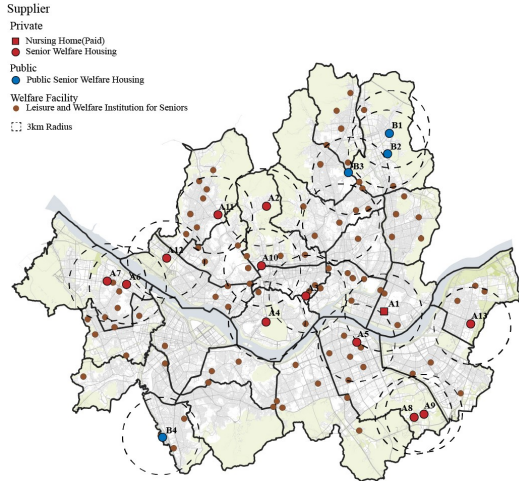 Supplier
Private
Nursing Home(Paid)
Senior Welfare Housing
Public
Public Senior Welfare Housing
Welfare Facility
Leisure and Welfare Institution for Seniors
3km Radius
B1
B2
B3
A2
A11
A12
A10
A7
A6
A3
A1
A4
A13
A5
A8
A9
B4